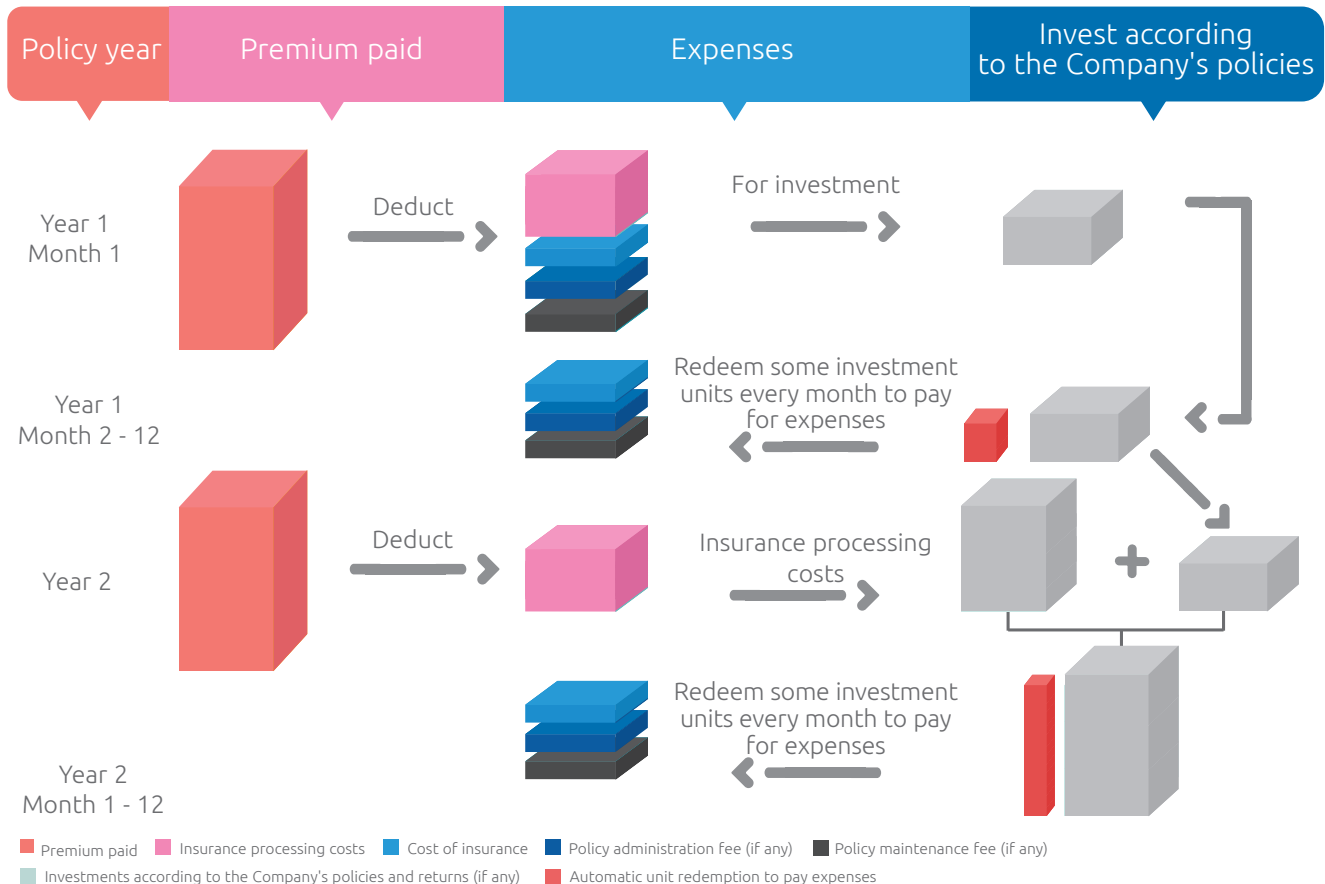 Policy year
Premium paid
Expenses
Invest according
to the Company's policies
Year 1
Month 1
Deduct
For investment
Year 1
Month 2 - 12
Redeem some investment
units every month to pay
for expenses
Year 2
Deduct
Insurance processing
costs
Year 2
Month 1 - 12
Redeem some investment
units every month to pay
for expenses
Premium paid
Insurance processing costs
Cost of insurance
Policy administration fee (if any)
Policy maintenance fee (if any)
Investments according to the Company's policies and returns (if any)
Automatic unit redemption to pay expenses